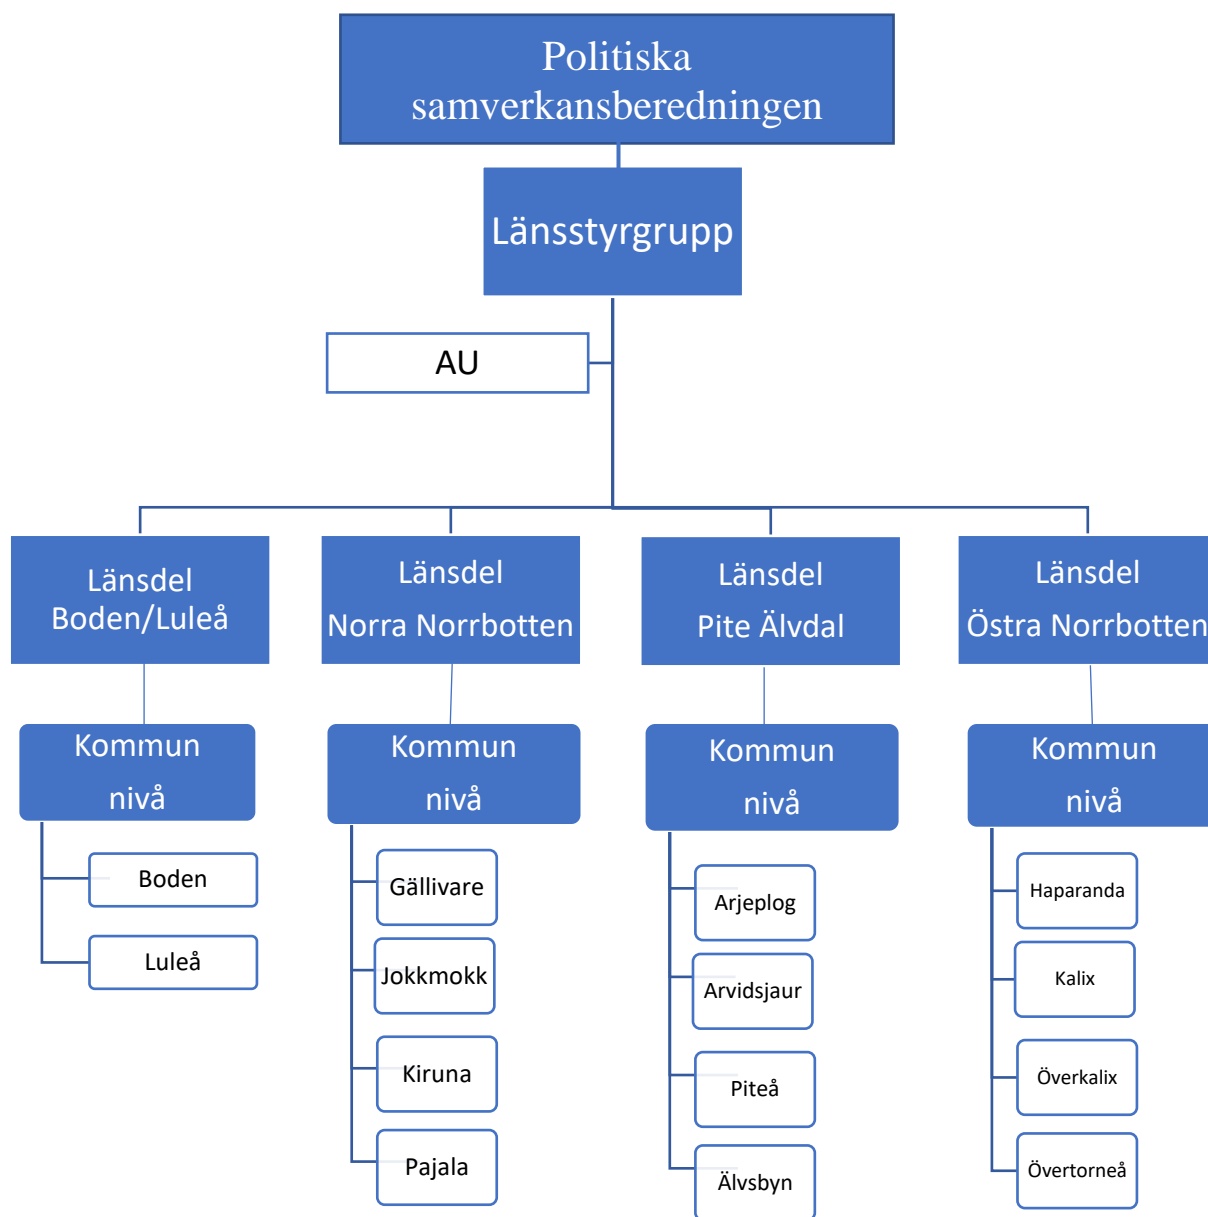 Politiska
samverkansberedningen
Länsstyrgrupp
AU
Länsdel
Boden/Luleå
Länsdel
Norra Norrbotten
Länsdel
Pite Älvdal
Länsdel
Östra Norrbotten
Kommun
nivå
Kommun
nivå
Kommun
nivå
Kommun
nivå
Boden
Luleå
Gällivare
Jokkmokk
Kiruna
Pajala
Arjeplog
Arvidsjaur
Piteå
Älvsbyn
Haparanda
Kalix
Överkalix
Övertorneå